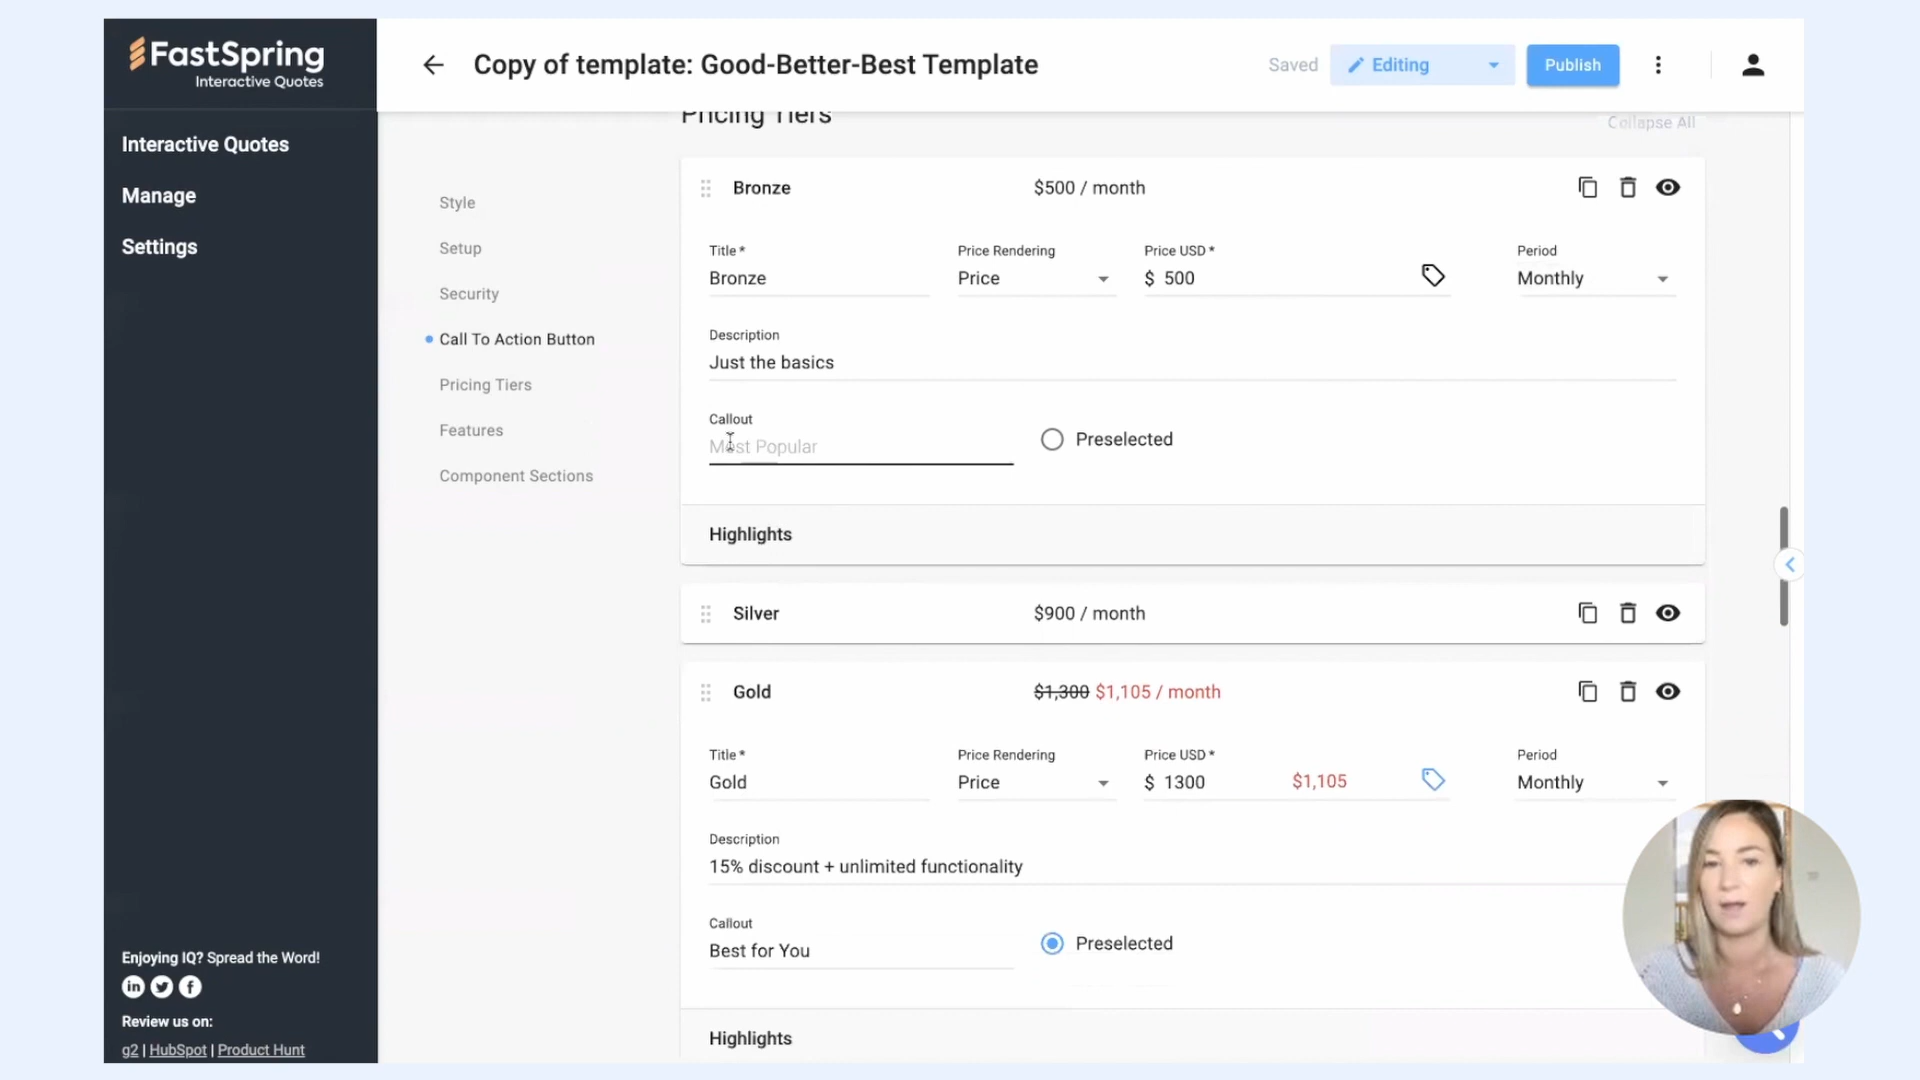 FastSpring
Interactive Quotes
Copy of template: Good-Better-Best Template
Saved
Editing
Publish
Interactive Quotes
Manage
Settings
Style
Setup
Security
Call To Action Button
Pricing Tiers
Features
Component Sections
Pricing Tiers
Collapse All
Bronze
$500 / month
Title *
Price Rendering
Price USD *
Period
Bronze
Price
$ 500
Monthly
Description
Just the basics
Callout
Most Popular
Preselected
Highlights
Silver
$900 / month
Gold
$1,300 $1,105 / month
Title *
Price Rendering
Price USD *
Period
Gold
Price
$ 1300
$1,105
Monthly
Description
15% discount + unlimited functionality
Callout
Best for You
Preselected
Highlights
Enjoying IQ? Spread the Word!
in
f
Review us on:
g2 | HubSpot | Product Hunt